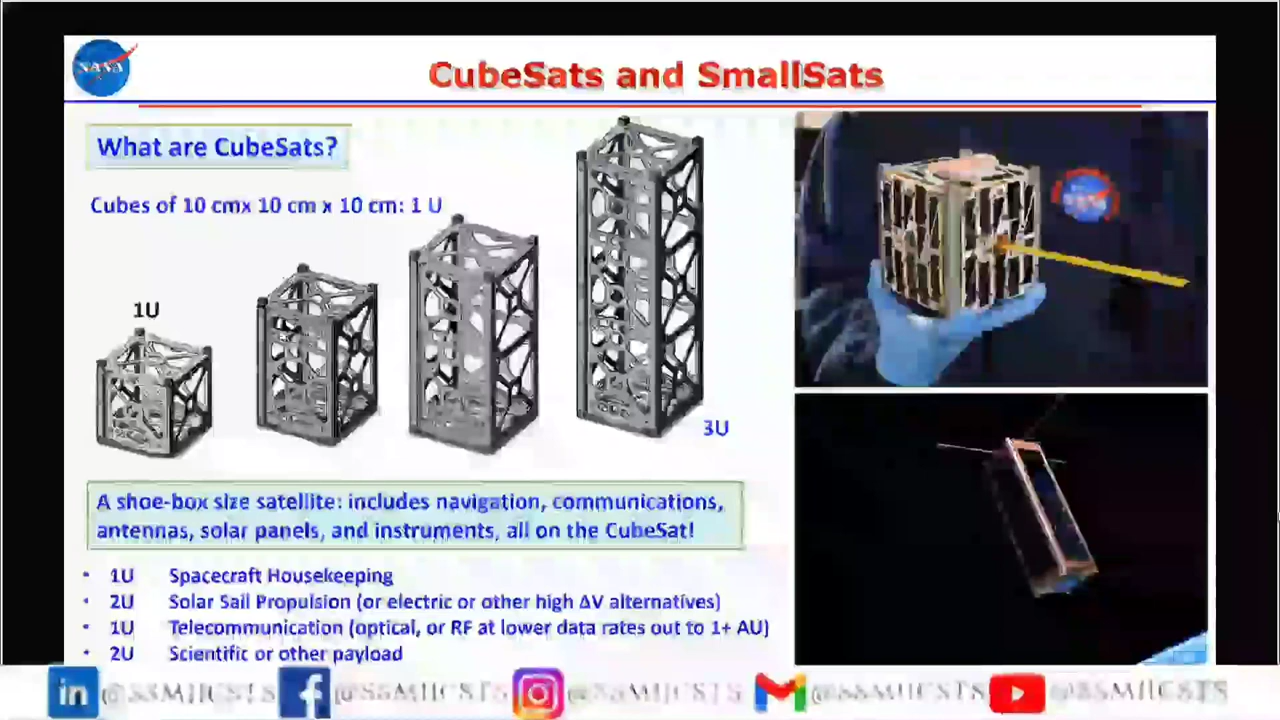 NASA
CubeSats and SmallSats
What are CubeSats?
Cubes of 10 cmx 10 cm x 10 cm: 1 U
1U
3U
A shoe-box size satellite: includes navigation, communications,
antennas, solar panels, and instruments, all on the CubeSat!
• 1U Spacecraft Housekeeping
• 2U Solar Sail Propulsion (or electric or other high ΔV alternatives)
• 1U Telecommunication (optical, or RF at lower data rates out to 1+ AU)
• 2U Scientific or other payload
in